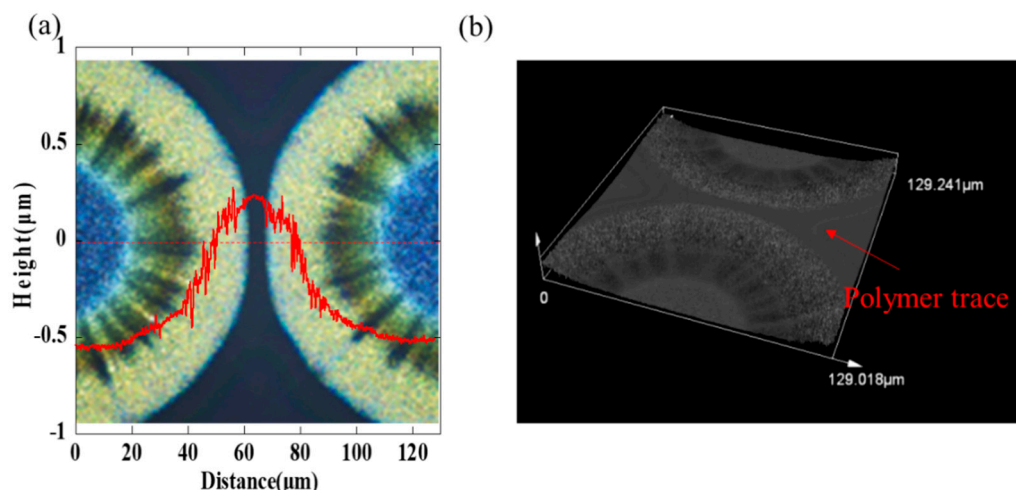 (a)
(b)
1
0.5
0
-0.5
-1
Height(μm)
0 20 40 60 80 100 120
Distance(μm)
129.241μm
0
Polymer trace
129.018μm